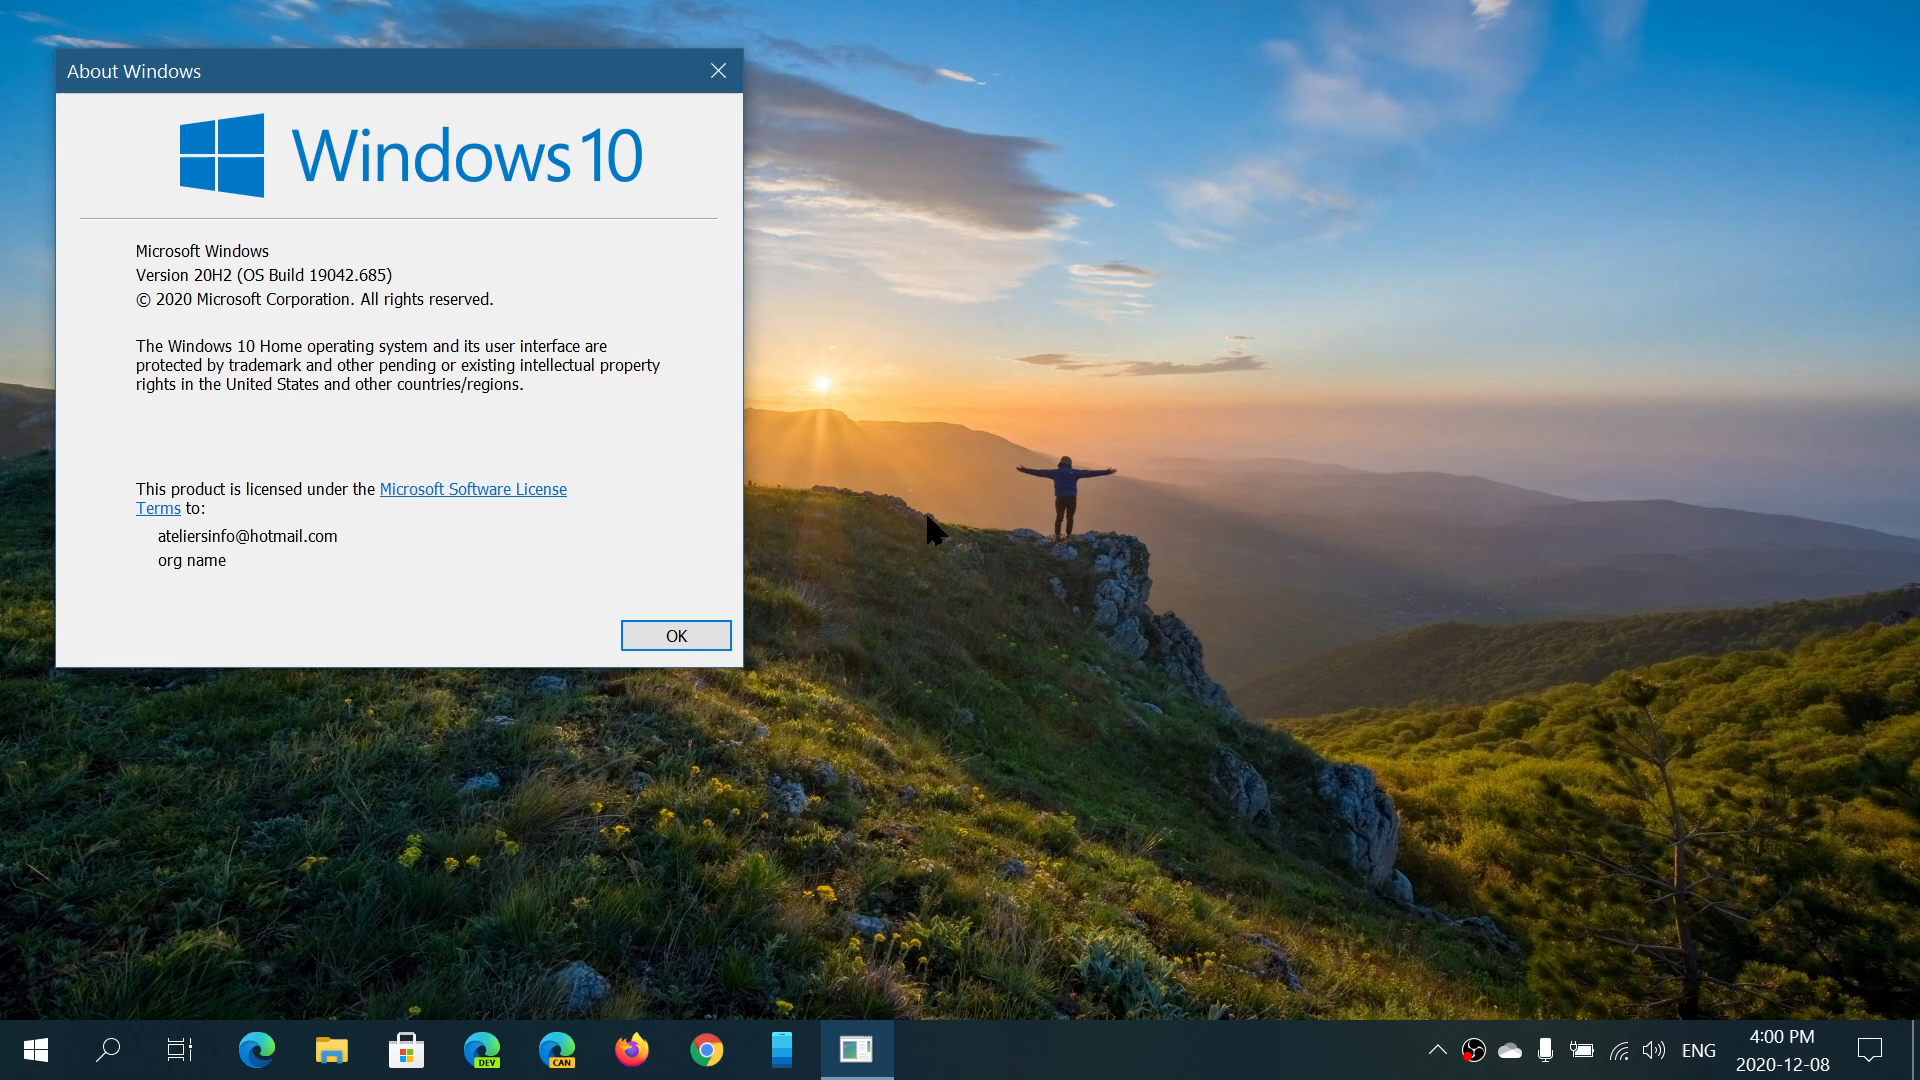 About Windows
Windows 10
Microsoft Windows
Version 20H2 (OS Build 19042.685)
© 2020 Microsoft Corporation. All rights reserved.
The Windows 10 Home operating system and its user interface are
protected by trademark and other pending or existing intellectual property
rights in the United States and other countries/regions.
This product is licensed under the Microsoft Software License
Terms to:
ateliersinfo@hotmail.com
org name
OK
DEV
CAN
ENG
4:00 PM
2020-12-08